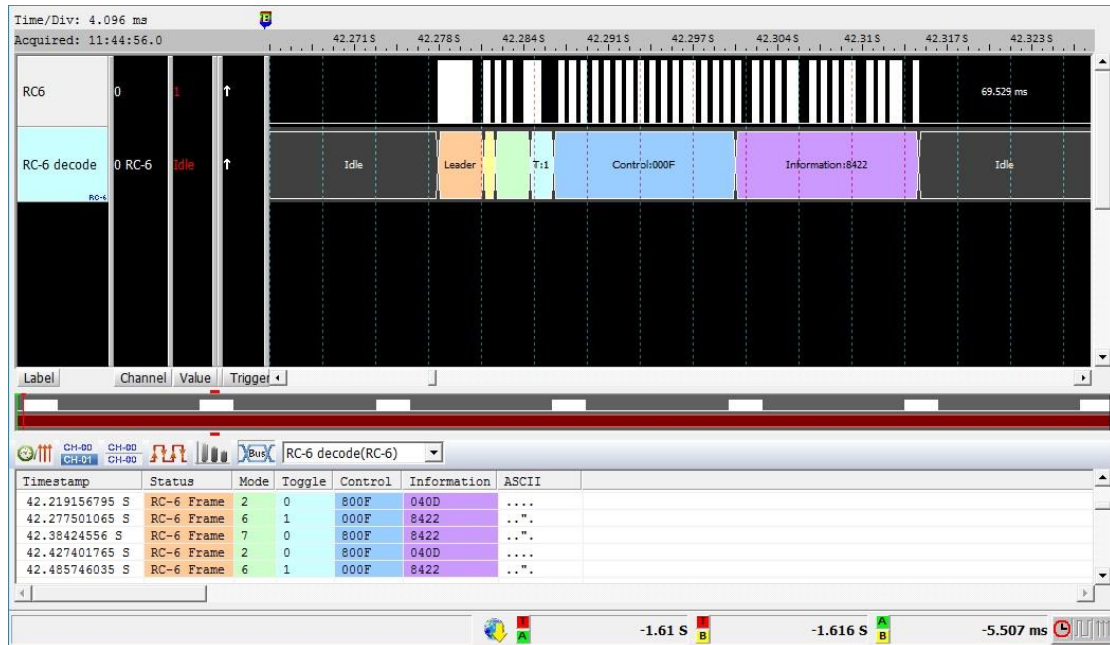 Time/Div: 4.096 ms
Acquired: 11:44:56.0
42.271 S 42.278 S 42.284 S 42.291 S 42.297 S 42.304 S 42.31 S 42.317 S 42.323 S
RC6 0 1 69.529 ms
RC-6 decode 0 RC-6 Idle Idle Leader T:1 Control:000F Information:8422 Idle
RC-6
Label Channel Value Trigger
CH-00 CH-00 Bus RC-6 decode(RC-6)
CH-01 CH-00
Timestamp Status Mode Toggle Control Information ASCII
42.219156795 S RC-6 Frame 2 0 800F 040D ....
42.277501065 S RC-6 Frame 6 1 000F 8422 ..".
42.38424556 S RC-6 Frame 7 0 800F 8422 ..".
42.427401765 S RC-6 Frame 2 0 800F 040D ....
42.485746035 S RC-6 Frame 6 1 000F 8422 ..".
T A -1.61 S T B -1.616 S A B -5.507 ms